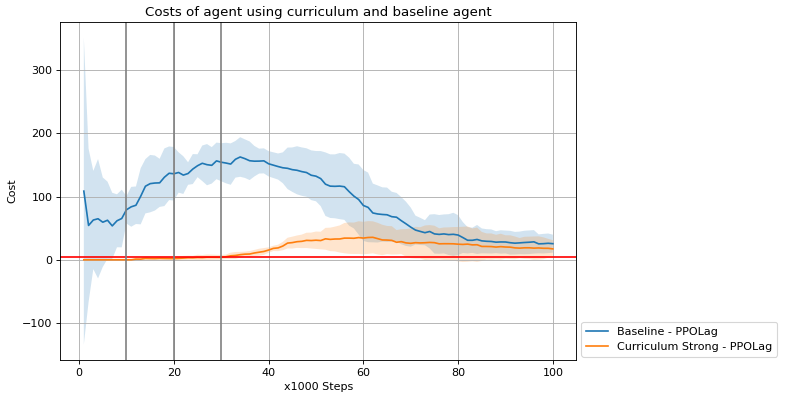 Costs of agent using curriculum and baseline agent
300
200
100
0
−100
Cost
0 20 40 60 80 100
x1000 Steps
Baseline - PPOLag
Curriculum Strong - PPOLag